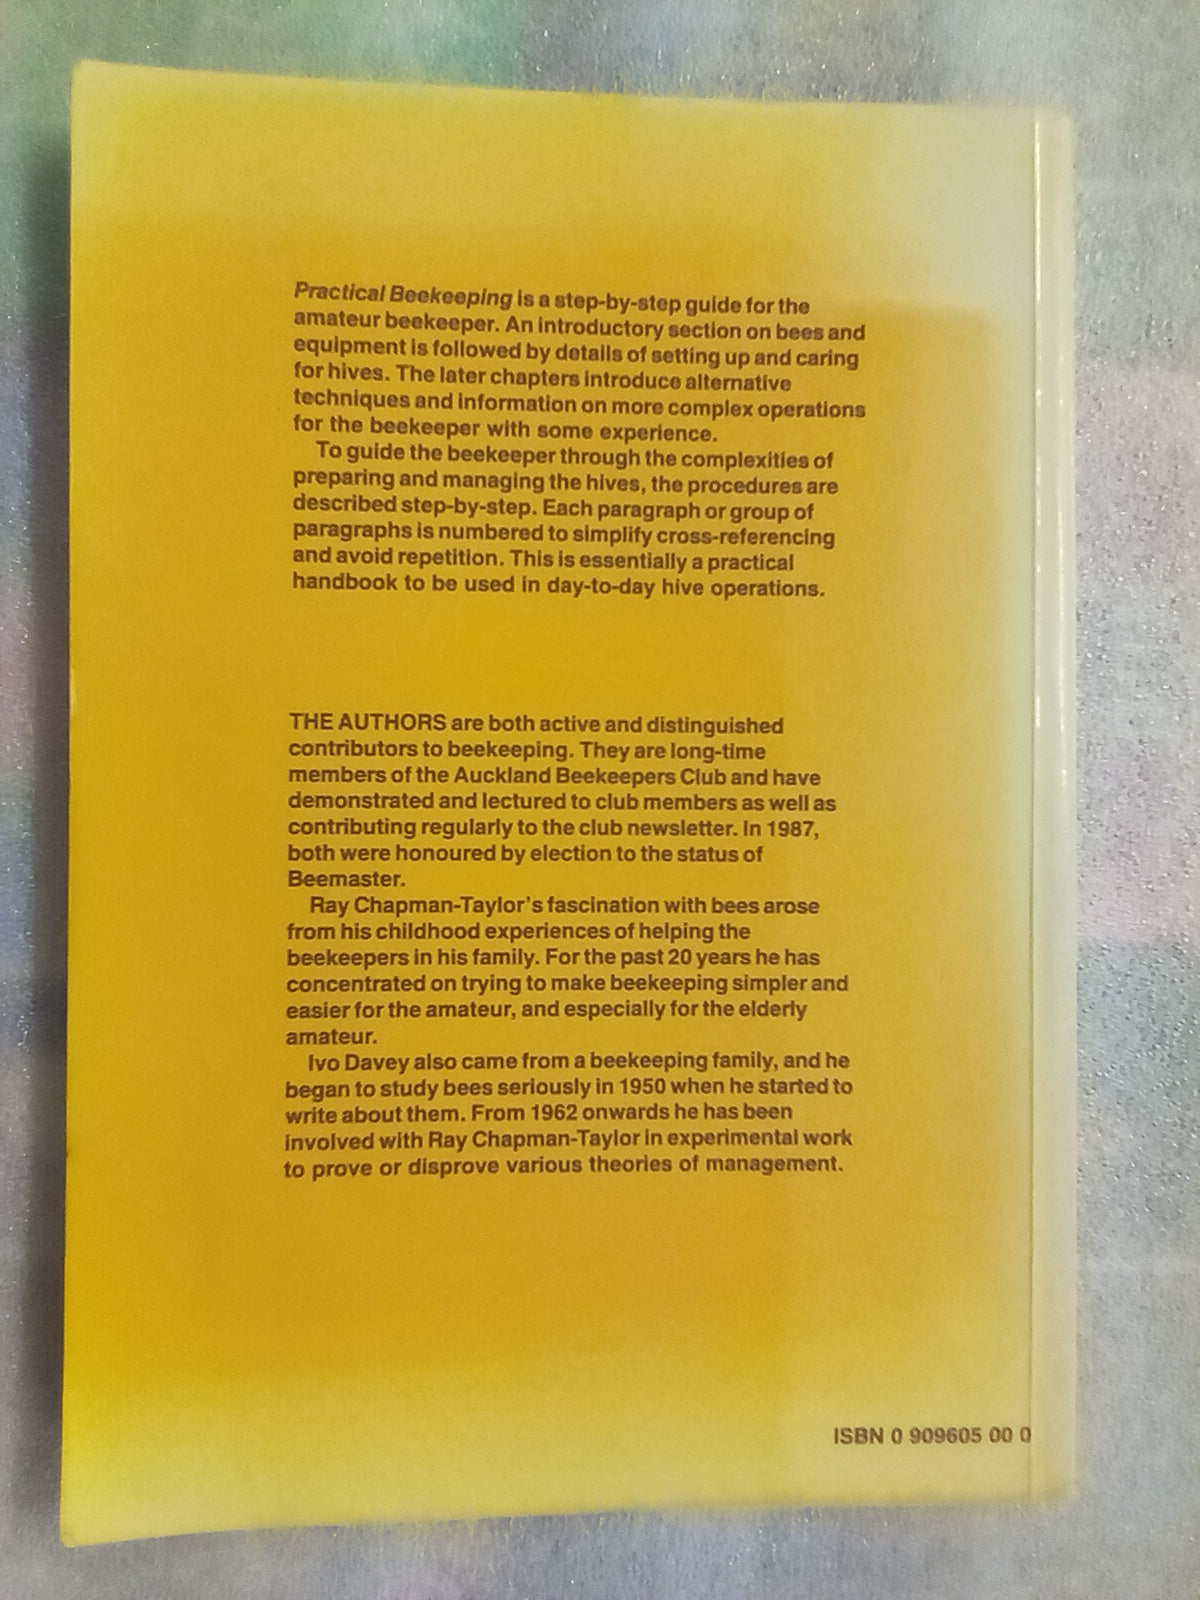 Practical Beekeeping is a step-by-step guide for the
amateur beekeeper. An introductory section on bees and
equipment is followed by details of setting up and caring
for hives. The later chapters introduce alternative
techniques and information on more complex operations
for the beekeeper with some experience.
To guide the beekeeper through the complexities of
preparing and managing the hives, the procedures are
described step-by-step. Each paragraph or group of
paragraphs is numbered to simplify cross-referencing
and avoid repetition. This is essentially a practical
handbook to be used in day-to-day hive operations.
THE AUTHORS are both active and distinguished
contributors to beekeeping. They are long-time
members of the Auckland Beekeepers Club and have
demonstrated and lectured to club members as well as
contributing regularly to the club newsletter. In 1987,
both were honoured by election to the status of
Beemaster.
Ray Chapman-Taylor's fascination with bees arose
from his childhood experiences of helping the
beekeepers in his family. For the past 20 years he has
concentrated on trying to make beekeeping simpler and
easier for the amateur, and especially for the elderly
amateur.
Ivo Davey also came from a beekeeping family, and he
began to study bees seriously in 1950 when he started to
write about them. From 1962 onwards he has been
involved with Ray Chapman-Taylor in experimental work
to prove or disprove various theories of management.
ISBN 0 909605 00 0